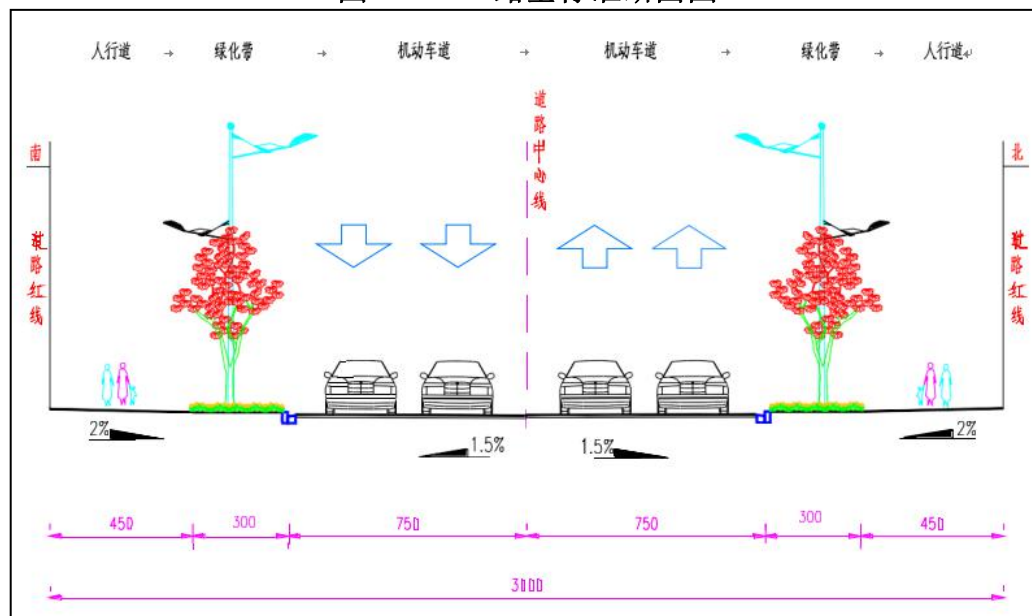 人行道 → 绿化带 → 机动车道 → 机动车道 → 绿化带 → 人行道
道路中心线
南
北
道路红线
道路红线
2%
1.5%
1.5%
2%
450
300
750
750
300
450
3000